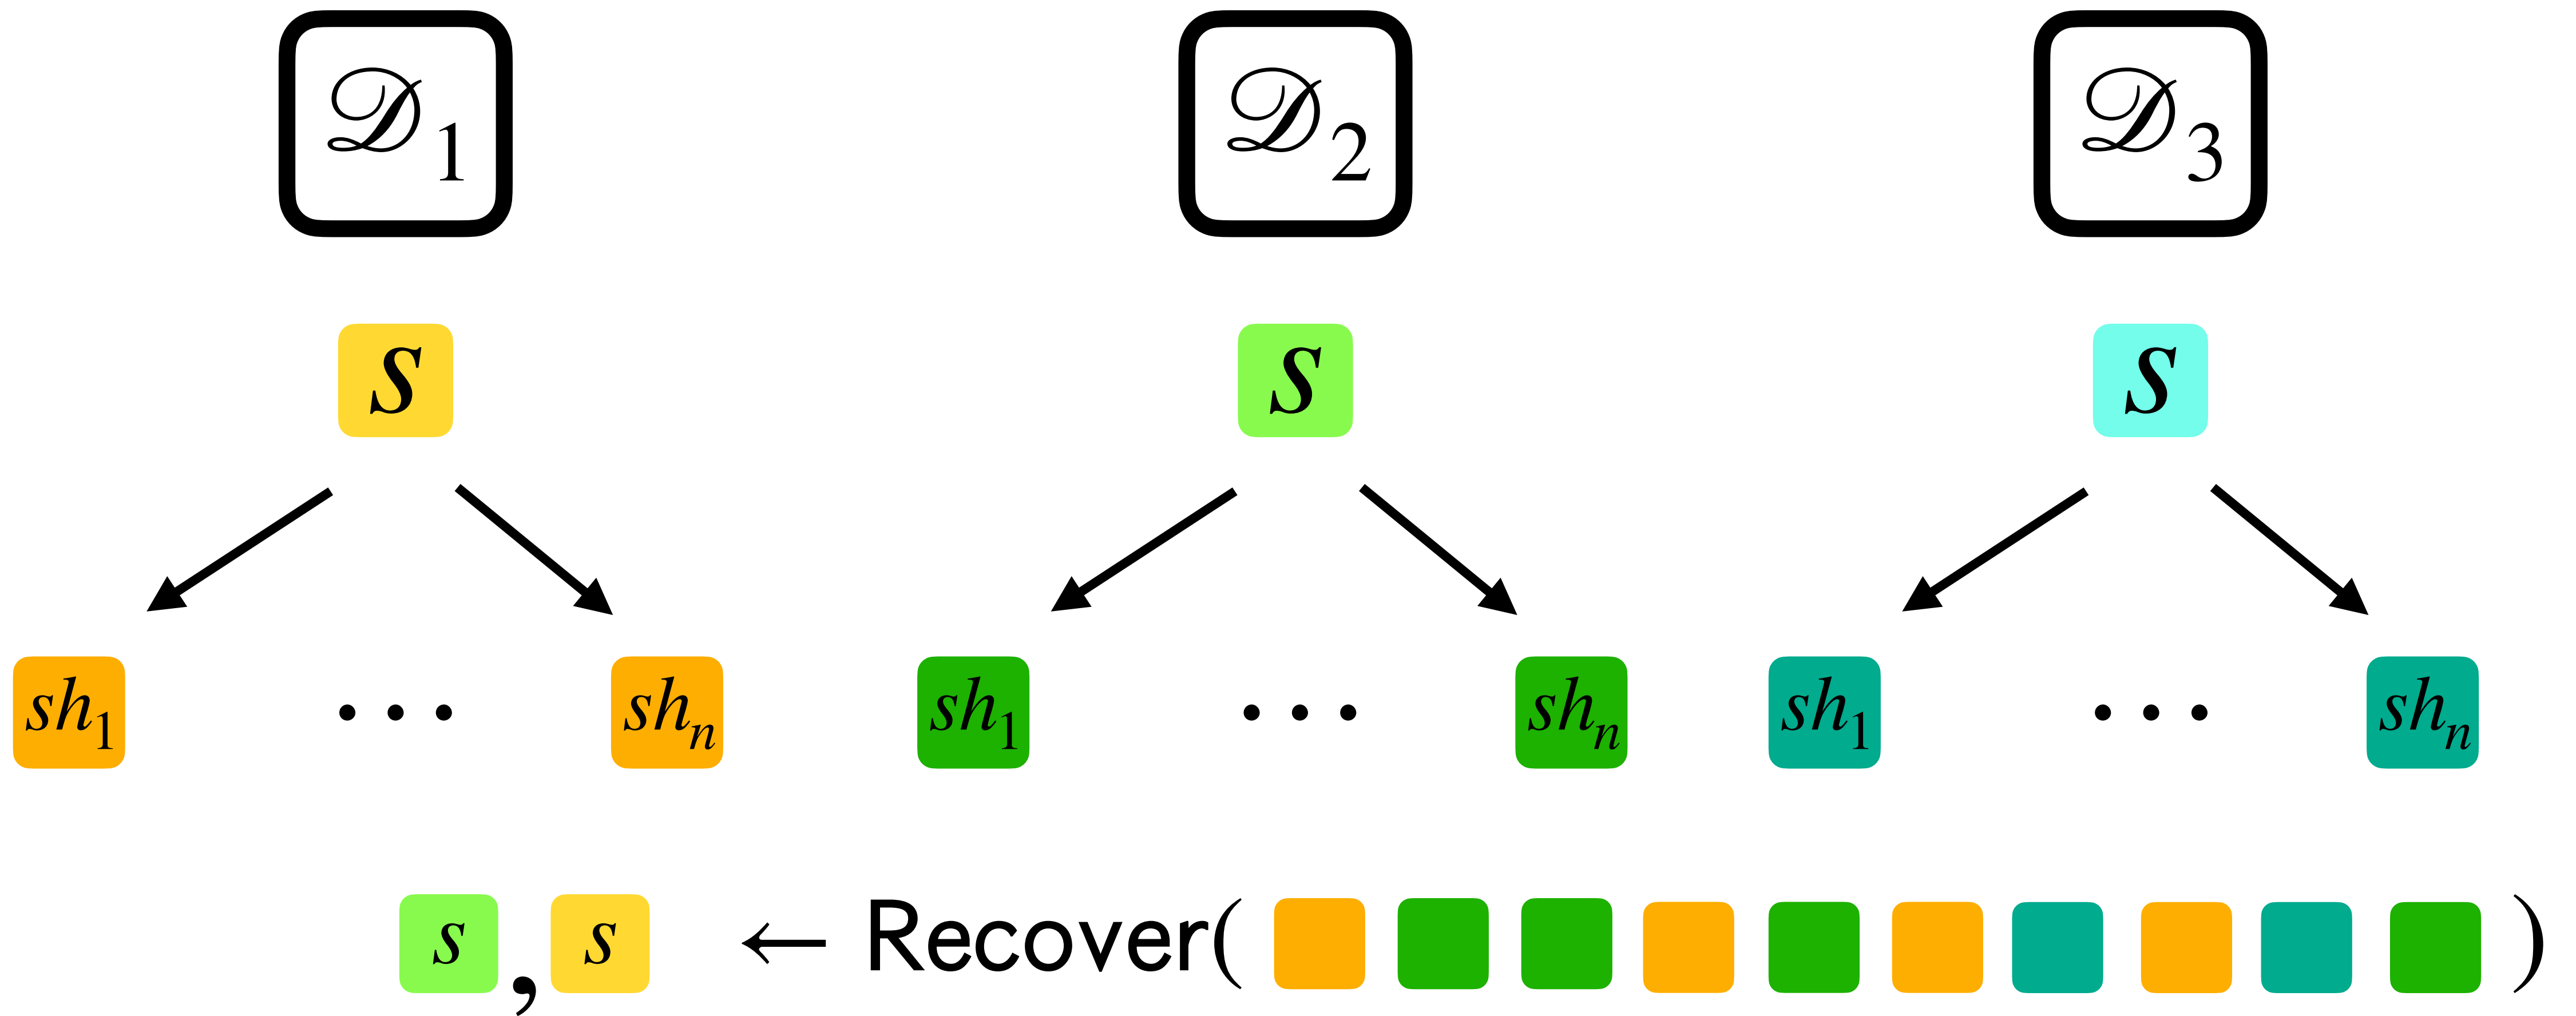 𝒟1 𝒟2 𝒟3
s s s
sh1 ... shn sh1 ... shn sh1 ... shn
s , s ← Recover( )